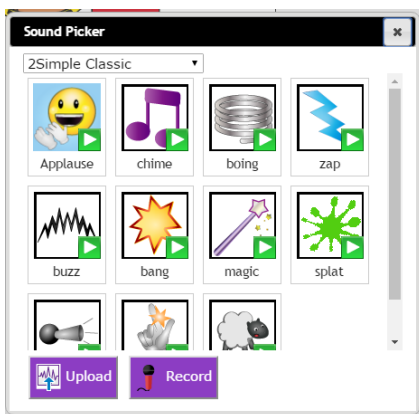 Sound Picker
x
2Simple Classic
Applause chime boing zap
buzz bang magic splat
Upload Record